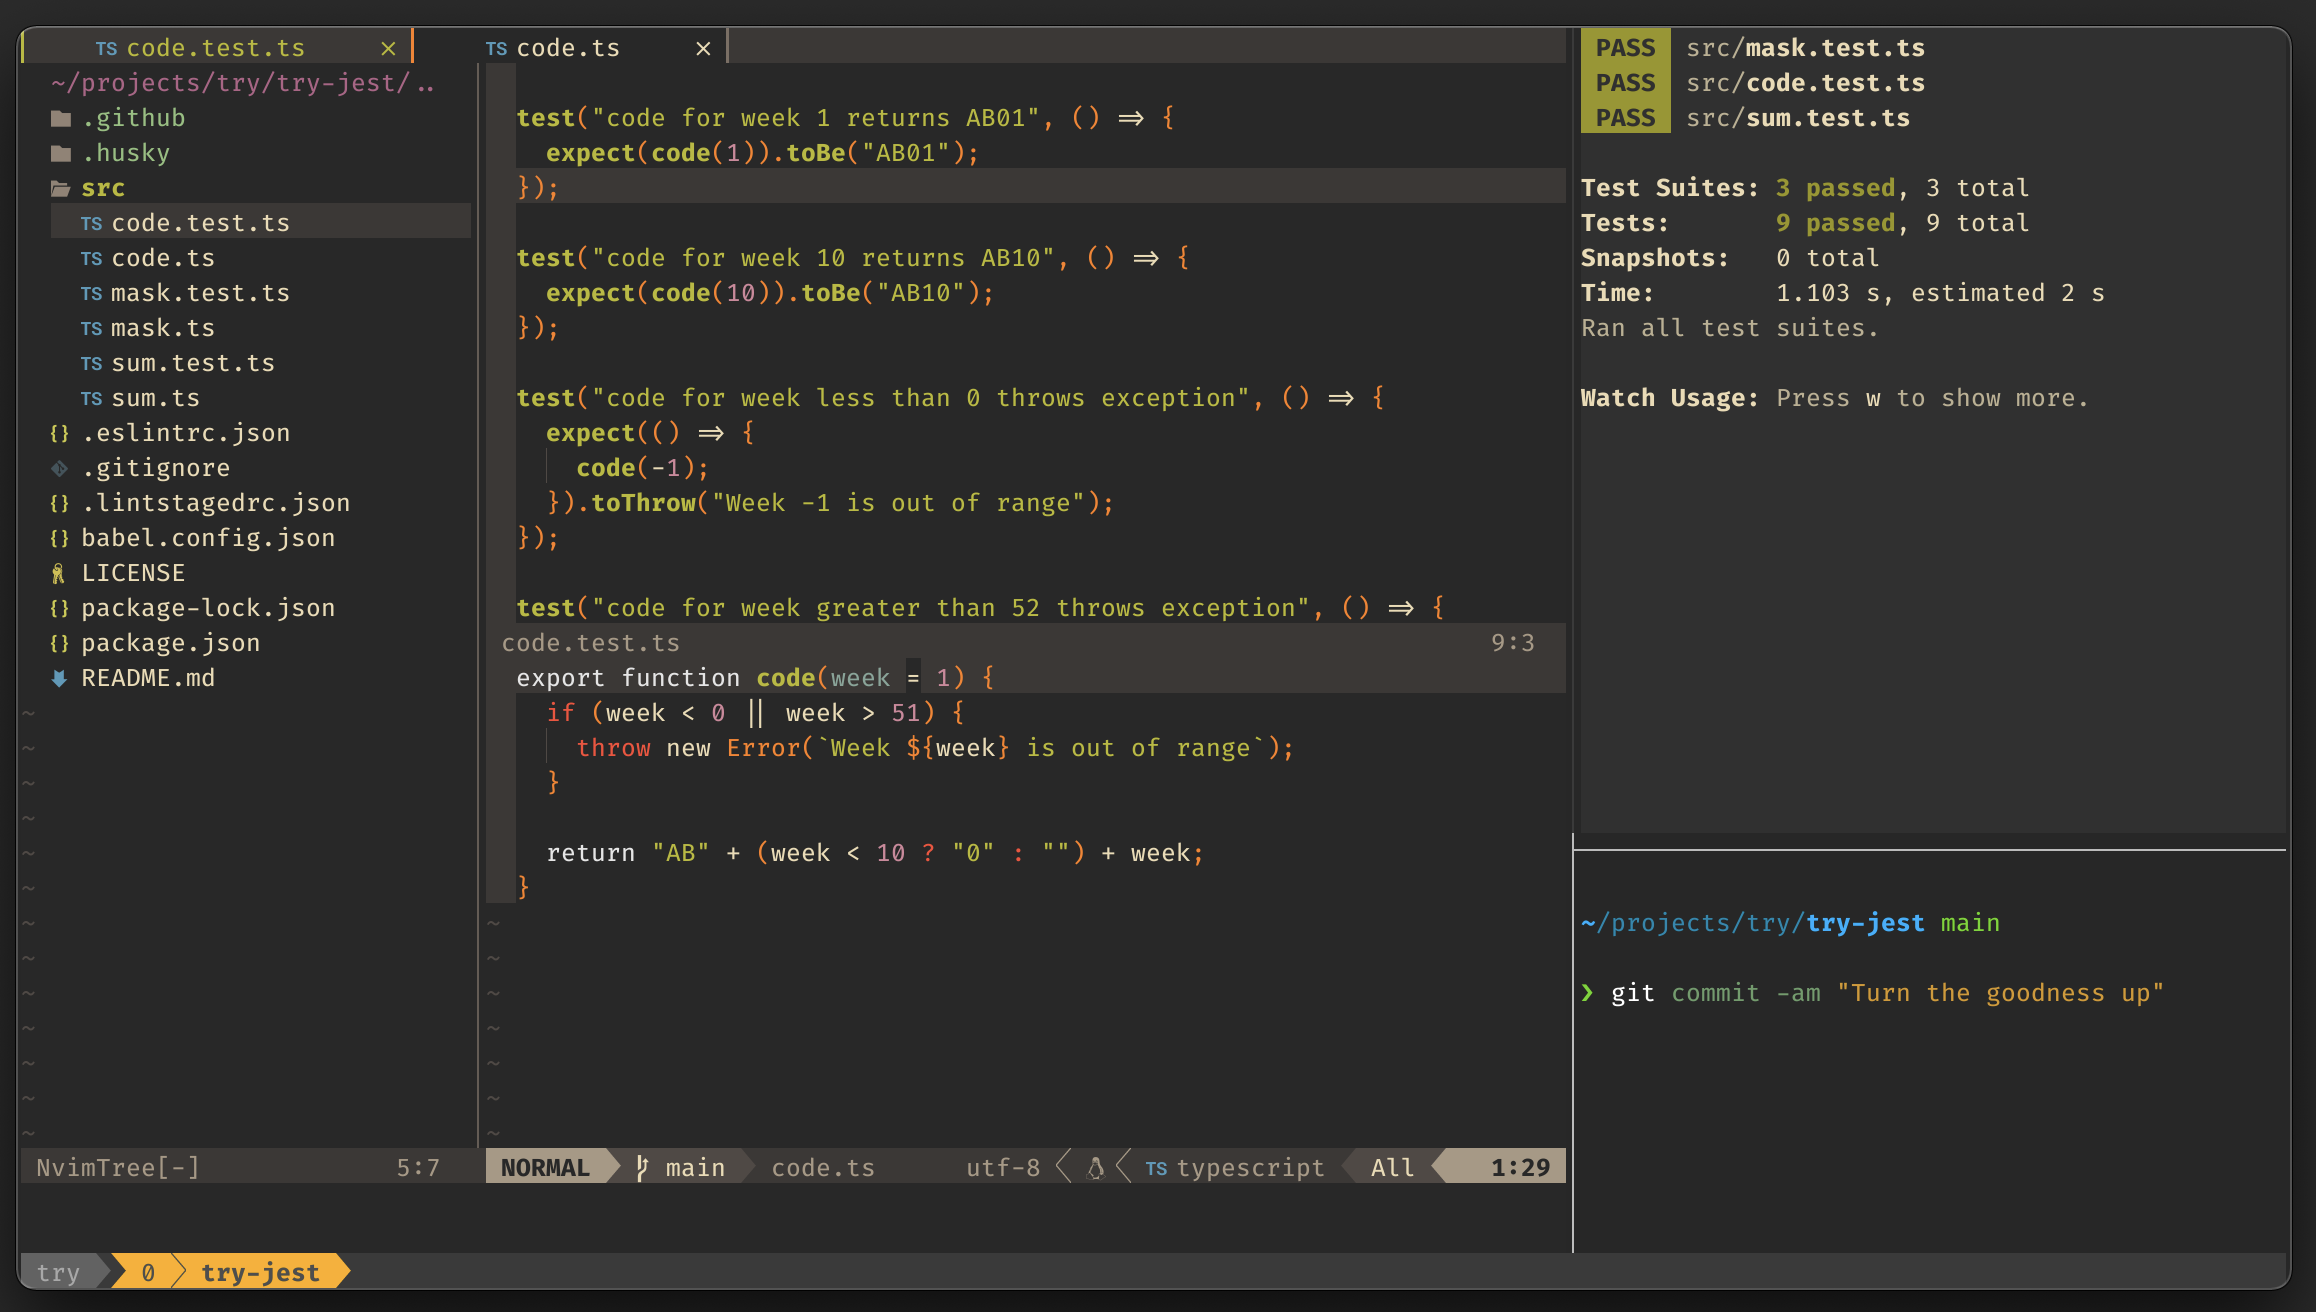 TS code.test.ts ×
TS code.ts ×
~/projects/try/try-jest/..
.github
.husky
src
TS code.test.ts
TS code.ts
TS mask.test.ts
TS mask.ts
TS sum.test.ts
TS sum.ts
{} .eslintrc.json
.gitignore
{} .lintstagedrc.json
{} babel.config.json
LICENSE
{} package-lock.json
{} package.json
README.md
~
~
~
~
~
~
~
~
~
~
~
~
~
NvimTree[-] 5:7
test("code for week 1 returns AB01", () => {
  expect(code(1)).toBe("AB01");
});
test("code for week 10 returns AB10", () => {
  expect(code(10)).toBe("AB10");
});
test("code for week less than 0 throws exception", () => {
  expect(() => {
    code(-1);
  }).toThrow("Week -1 is out of range");
});
test("code for week greater than 52 throws exception", () => {
code.test.ts 9:3
export function code(week = 1) {
  if (week < 0 || week > 51) {
    throw new Error(`Week ${week} is out of range`);
  }
  return "AB" + (week < 10 ? "0" : "") + week;
}
~
~
~
~
~
~
~
NORMAL main code.ts utf-8 TS typescript All 1:29
PASS src/mask.test.ts
PASS src/code.test.ts
PASS src/sum.test.ts
Test Suites: 3 passed, 3 total
Tests: 9 passed, 9 total
Snapshots: 0 total
Time: 1.103 s, estimated 2 s
Ran all test suites.
Watch Usage: Press w to show more.
~/projects/try/try-jest main
❯ git commit -am "Turn the goodness up"
try 0 try-jest